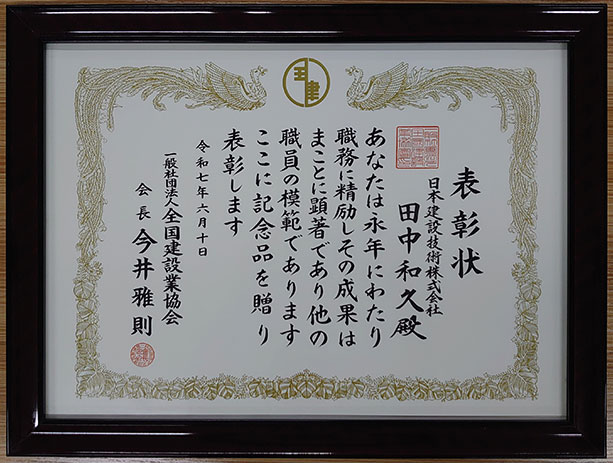 表彰状
日本建設技術株式会社
田中和久殿
あなたは永年にわたり
職務に精励しその成果は
まことに顕著であり他の
職員の模範であります
ここに記念品を贈り
表彰します
令和七年六月十日
一般社団法人全国建設業協会
会長 今井雅則